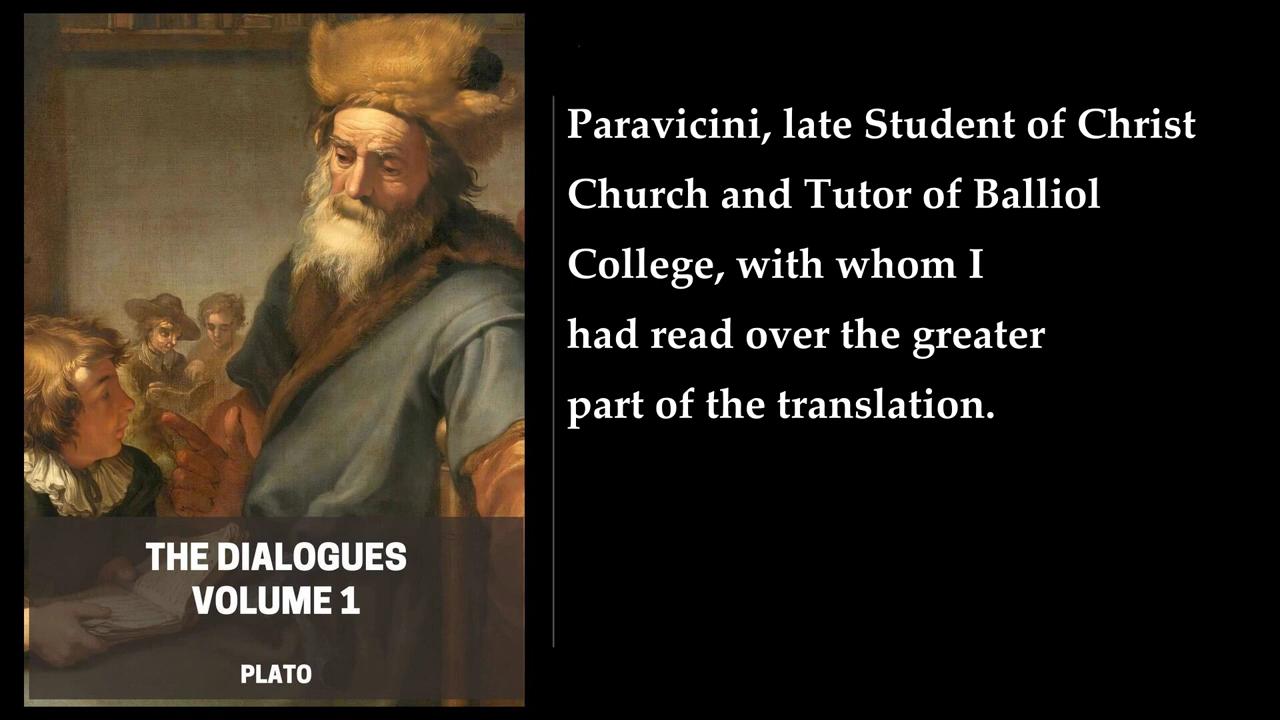 Paravicini, late Student of Christ
Church and Tutor of Balliol
College, with whom I
had read over the greater
part of the translation.
THE DIALOGUES
VOLUME 1
PLATO